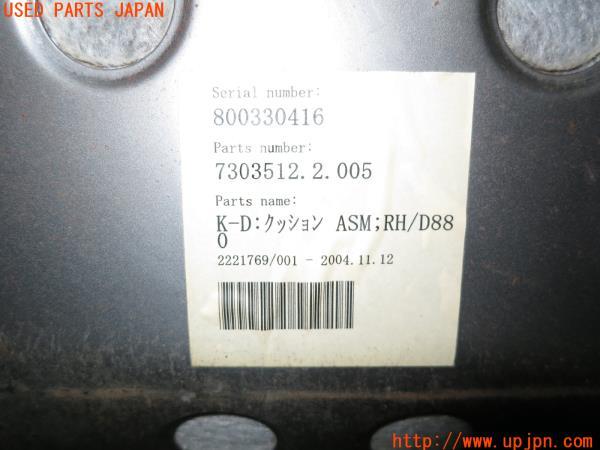 USED PARTS JAPAN
Serial number:
800330416
Parts number:
7303512.2.005
Parts name:
K-D:クッション ASM;RH/D88
0
2221769/001 - 2004.11.12
http://www.upjpn.com/